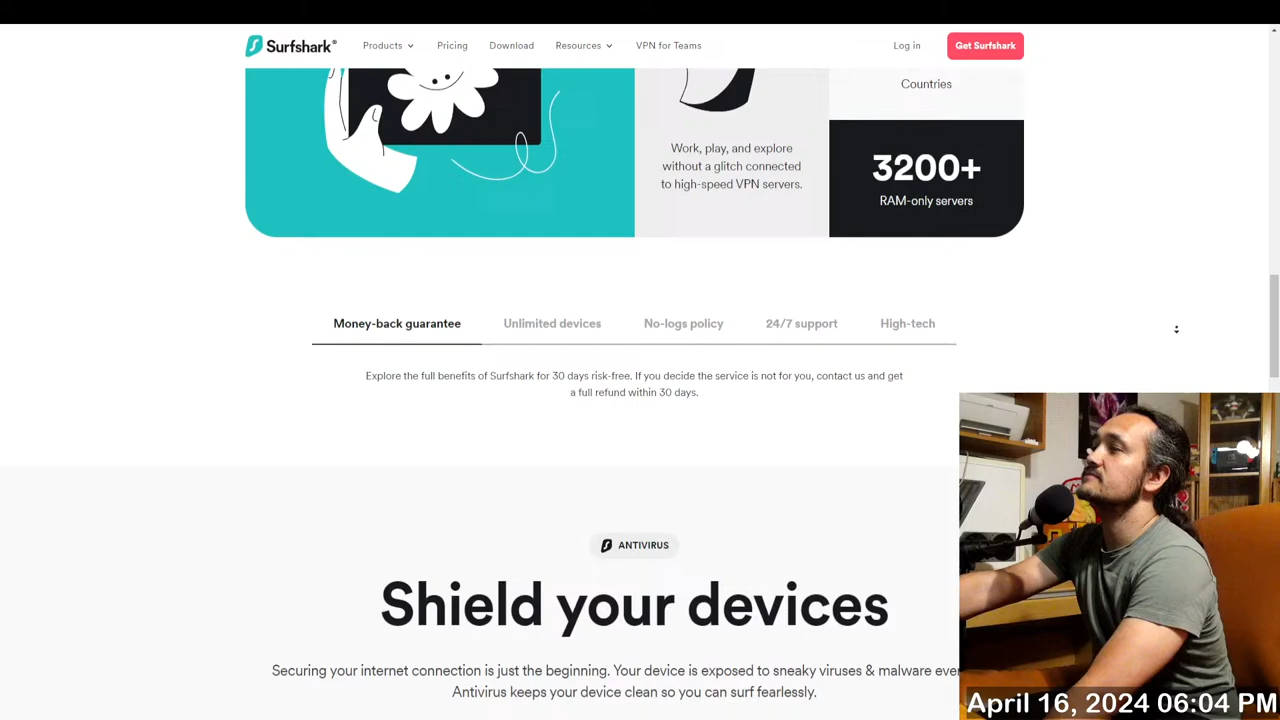 Surfshark®
Products
Pricing
Download
Resources
VPN for Teams
Log in
Get Surfshark
Countries
Work, play, and explore
without a glitch connected
to high-speed VPN servers.
3200+
RAM-only servers
Money-back guarantee
Unlimited devices
No-logs policy
24/7 support
High-tech
Explore the full benefits of Surfshark for 30 days risk-free. If you decide the service is not for you, contact us and get
a full refund within 30 days.
ANTIVIRUS
Shield your devices
Securing your internet connection is just the beginning. Your device is exposed to sneaky viruses & malware eve
Antivirus keeps your device clean so you can surf fearlessly.
April 16, 2024 06:04 PM